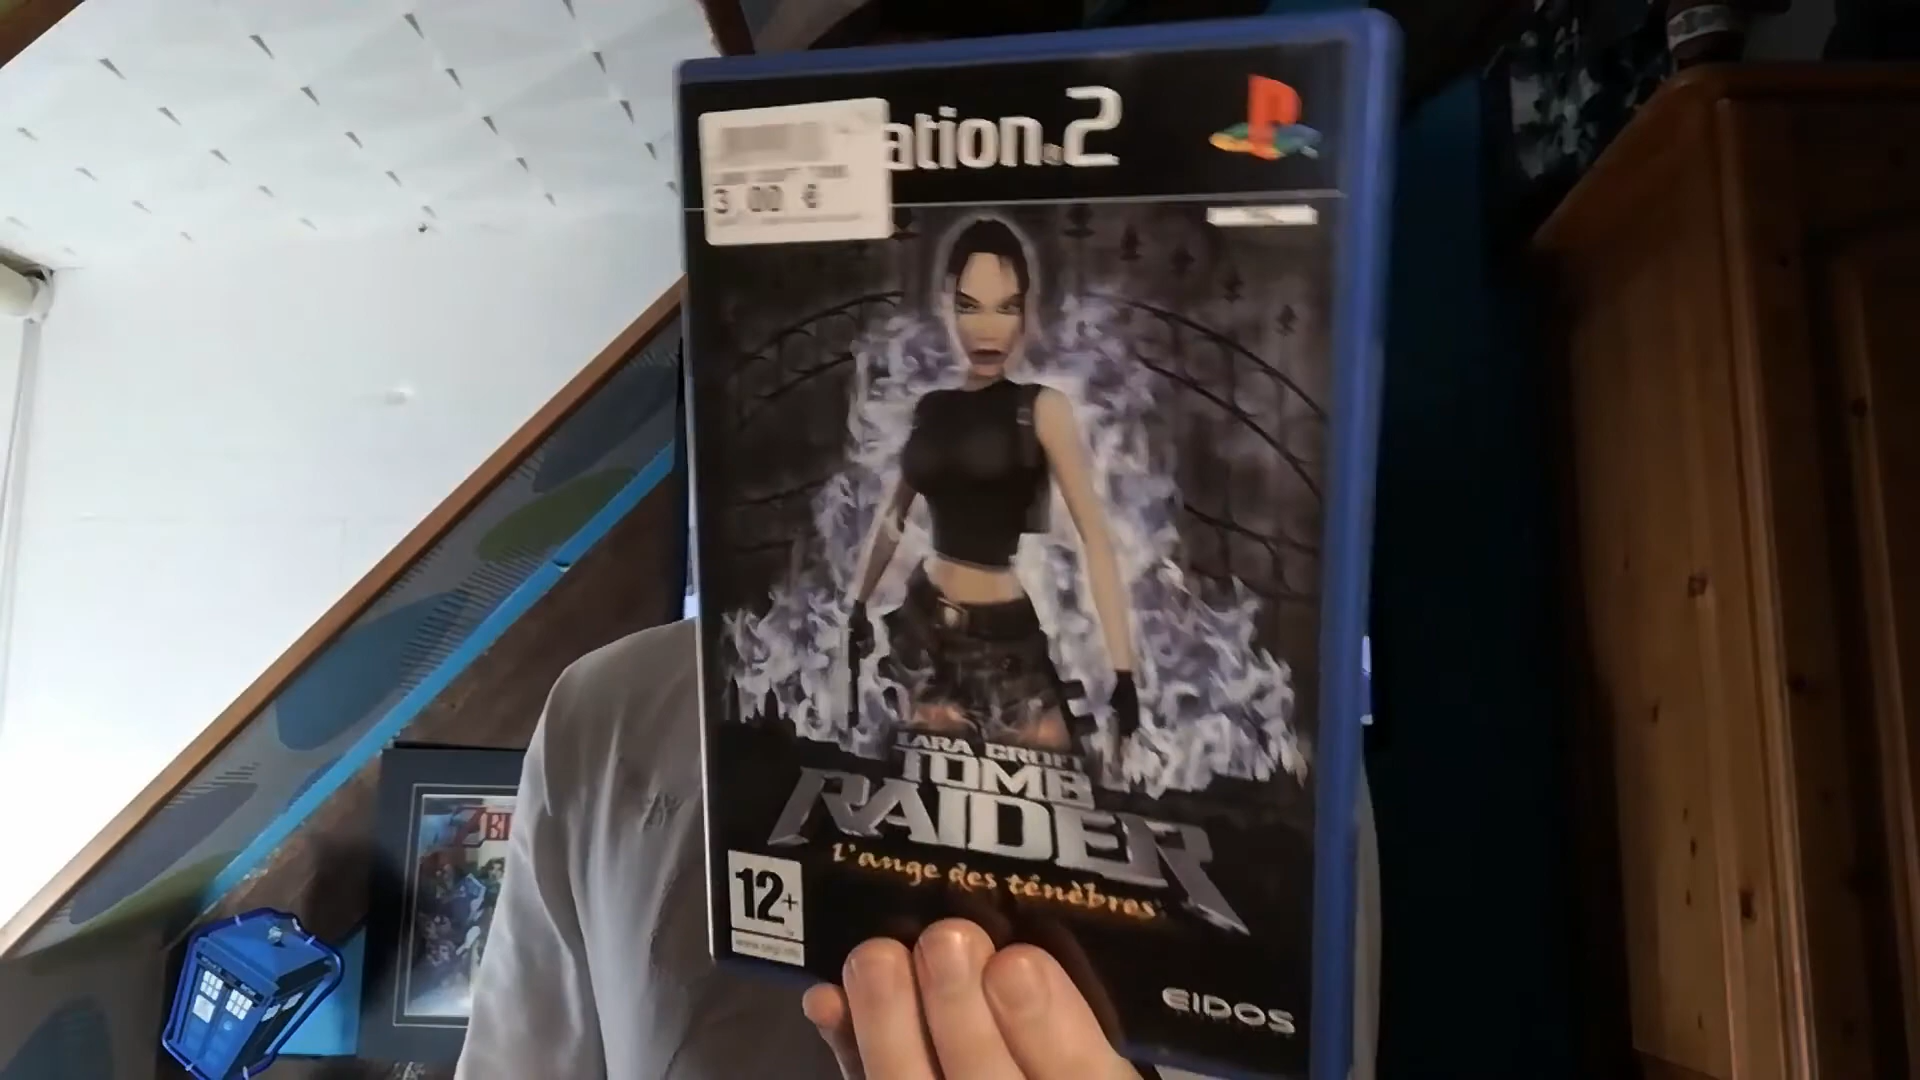 ation.2
3,00 €
LARA CROFT
TOMB
RAIDER
L'ange des ténèbres
12+
EIDOS